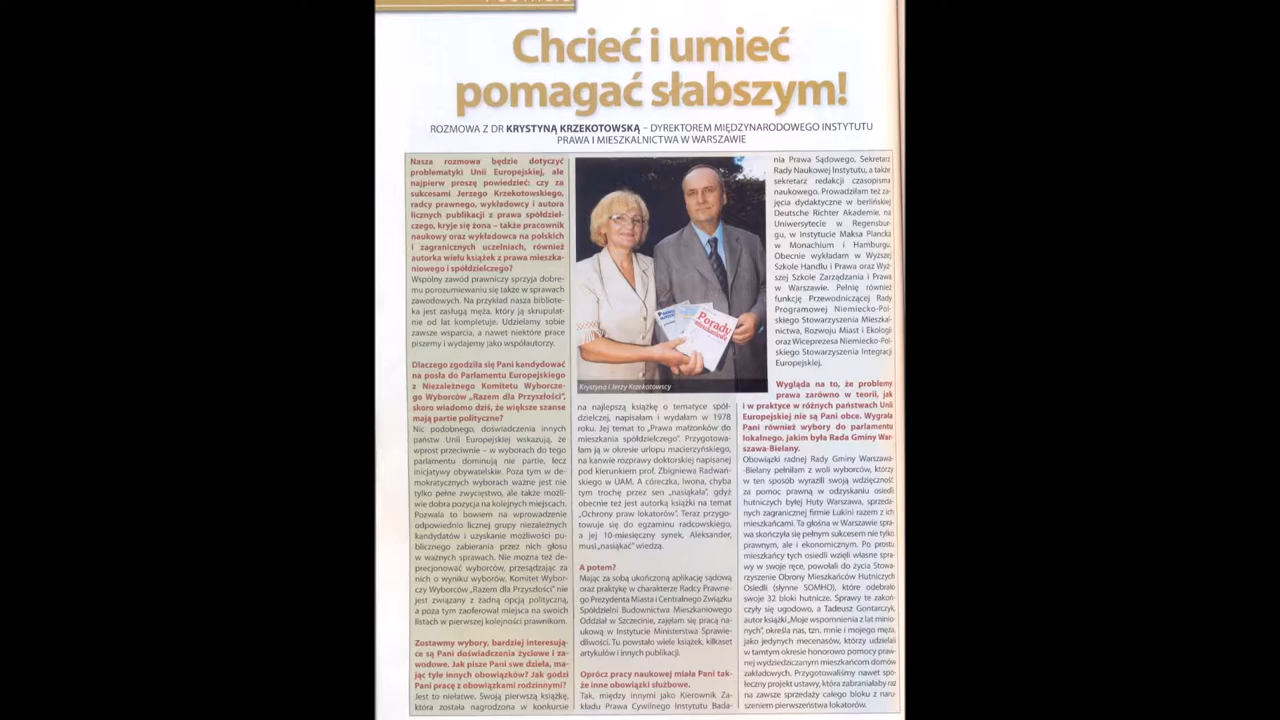 Chcieć i umieć
pomagać słabszym!
ROZMOWA Z DR KRYSTYNĄ KRZEKOTOWSKĄ – DYREKTOREM MIĘDZYNARODOWEGO INSTYTUTU
PRAWA I MIESZKALNICTWA W WARSZAWIE
Nasza rozmowa będzie dotyczyć
problematyki Unii Europejskiej, ale
najpierw proszę powiedzieć: czy za
sukcesami Jerzego Krzekotowskiego,
radcy prawnego, wykładowcy i autora
licznych publikacji z prawa spółdziel-
czego, kryje się żona – także pracownik
naukowy oraz wykładowca na polskich
i zagranicznych uczelniach, również
autorka wielu książek z prawa mieszka-
niowego i spółdzielczego?
Wspólny zawód prawniczy sprzyja dobre-
mu porozumiewaniu się także w sprawach
zawodowych. Na przykład nasza bibliote-
ka jest zasługą męża, który ją skrupulat-
nie od lat kompletuje. Udzielamy sobie
zawsze wsparcia, a nawet niektóre prace
piszemy i wydajemy jako współautorzy.
Dlaczego zgodziła się Pani kandydować
na posła do Parlamentu Europejskiego
z Niezależnego Komitetu Wyborcze-
go Wyborców „Razem dla Przyszłości”,
skoro wiadomo dziś, że większe szanse
mają partie polityczne?
Nic podobnego, doświadczenia innych
państw Unii Europejskiej wskazują, że
wprost przeciwnie – w wyborach do tego
parlamentu dominują nie partie, lecz
inicjatywy obywatelskie. Poza tym w de-
mokratycznych wyborach ważne jest nie
tylko pełne zwycięstwo, ale także możli-
wie dobra pozycja na kolejnych miejscach.
Pozwala to bowiem na wprowadzenie
odpowiednio licznej grupy niezależnych
kandydatów i uzyskanie możliwości pu-
blicznego zabierania przez nich głosu
w ważnych sprawach. Nie można też de-
precjonować wyborców, przesądzając za
nich o wyniku wyborów. Komitet Wybor-
czy Wyborców „Razem dla Przyszłości” nie
jest związany z żadną opcją polityczną,
a poza tym zaoferował miejsca na swoich
listach w pierwszej kolejności prawnikom.
Zostawmy wybory, bardziej interesują-
ce są Pani doświadczenia życiowe i za-
wodowe. Jak pisze Pani swe dzieła, ma-
jąc tyle innych obowiązków? Jak godzi
Pani pracę z obowiązkami rodzinnymi?
Jest to niełatwe. Swoją pierwszą książkę,
która została nagrodzona w konkursie
PORADNIK
Porady
mieszkaniowe
Krystyna i Jerzy Krzekotowscy
na najlepszą książkę o tematyce spół-
dzielczej, napisałam i wydałam w 1978
roku. Jej temat to „Prawa małżonków do
mieszkania spółdzielczego”. Przygotowa-
łam ją w okresie urlopu macierzyńskiego,
na kanwie rozprawy doktorskiej napisanej
pod kierunkiem prof. Zbigniewa Radwań-
skiego w UAM. A córeczka, Iwona, chyba
tym trochę przez sen „nasiąkała”, gdyż
obecnie też jest autorką książki na temat
„Ochrony praw lokatorów”. Teraz przygo-
towuje się do egzaminu radcowskiego,
a jej 10-miesięczny synek, Aleksander,
musi „nasiąkać” wiedzą.
A potem?
Mając za sobą ukończoną aplikację sądową
oraz praktykę w charakterze Radcy Prawne-
go Prezydenta Miasta i Centralnego Związku
Spółdzielni Budownictwa Mieszkaniowego
Oddział w Szczecinie, zajęłam się pracą na-
ukową w Instytucie Ministerstwa Sprawie-
dliwości. Tu powstało wiele książek, kilkaset
artykułów i innych publikacji.
Oprócz pracy naukowej miała Pani tak-
że inne obowiązki służbowe.
Tak, między innymi jako Kierownik Za-
kładu Prawa Cywilnego Instytutu Bada-
nia Prawa Sądowego, Sekretarz
Rady Naukowej Instytutu, a także
sekretarz redakcji czasopisma
naukowego. Prowadziłam też za-
jęcia dydaktyczne w berlińskiej
Deutsche Richter Akademie, na
Uniwersytecie w Regensbur-
gu, w Instytucie Maksa Plancka
w Monachium i Hamburgu.
Obecnie wykładam w Wyższej
Szkole Handlu i Prawa oraz Wyż-
szej Szkole Zarządzania i Prawa
w Warszawie. Pełnię również
funkcję Przewodniczącej Rady
Programowej Niemiecko-Pol-
skiego Stowarzyszenia Mieszkal-
nictwa, Rozwoju Miast i Ekologii
oraz Wiceprezesa Niemiecko-Pol-
skiego Stowarzyszenia Integracji
Europejskiej.
Wygląda na to, że problemy
prawa zarówno w teorii, jak
i w praktyce w różnych państwach Unii
Europejskiej nie są Pani obce. Wygrała
Pani również wybory do parlamentu
lokalnego, jakim była Rada Gminy War-
szawa-Bielany.
Obowiązki radnej Rady Gminy Warszawa-
-Bielany pełniłam z woli wyborców, którzy
w ten sposób wyrazili swoją wdzięczność
za pomoc prawną w odzyskaniu osiedli
hutniczych byłej Huty Warszawa, sprzeda-
nych zagranicznej firmie Lukini razem z ich
mieszkańcami. Ta głośna w Warszawie spra-
wa skończyła się pełnym sukcesem nie tylko
prawnym, ale i ekonomicznym. Po prostu
mieszkańcy tych osiedli wzięli własne spra-
wy w swoje ręce, powołali do życia Stowa-
rzyszenie Obrony Mieszkańców Hutniczych
Osiedli (słynne SOMHO), które odebrało
swoje 32 bloki hutnicze. Sprawy te zakoń-
czyły się ugodowo, a Tadeusz Gontarczyk,
autor książki „Moje wspomnienia z lat minio-
nych”, określa nas, tzn. mnie i mojego męża,
jako jedynych mecenasów, którzy udzielali
w tamtym okresie honorowo pomocy praw-
nej wydziedziczanym mieszkańcom domów
zakładowych. Przygotowaliśmy nawet spo-
łeczny projekt ustawy, która zabraniałaby raz
na zawsze sprzedaży całego bloku z naru-
szeniem pierwszeństwa lokatorów.